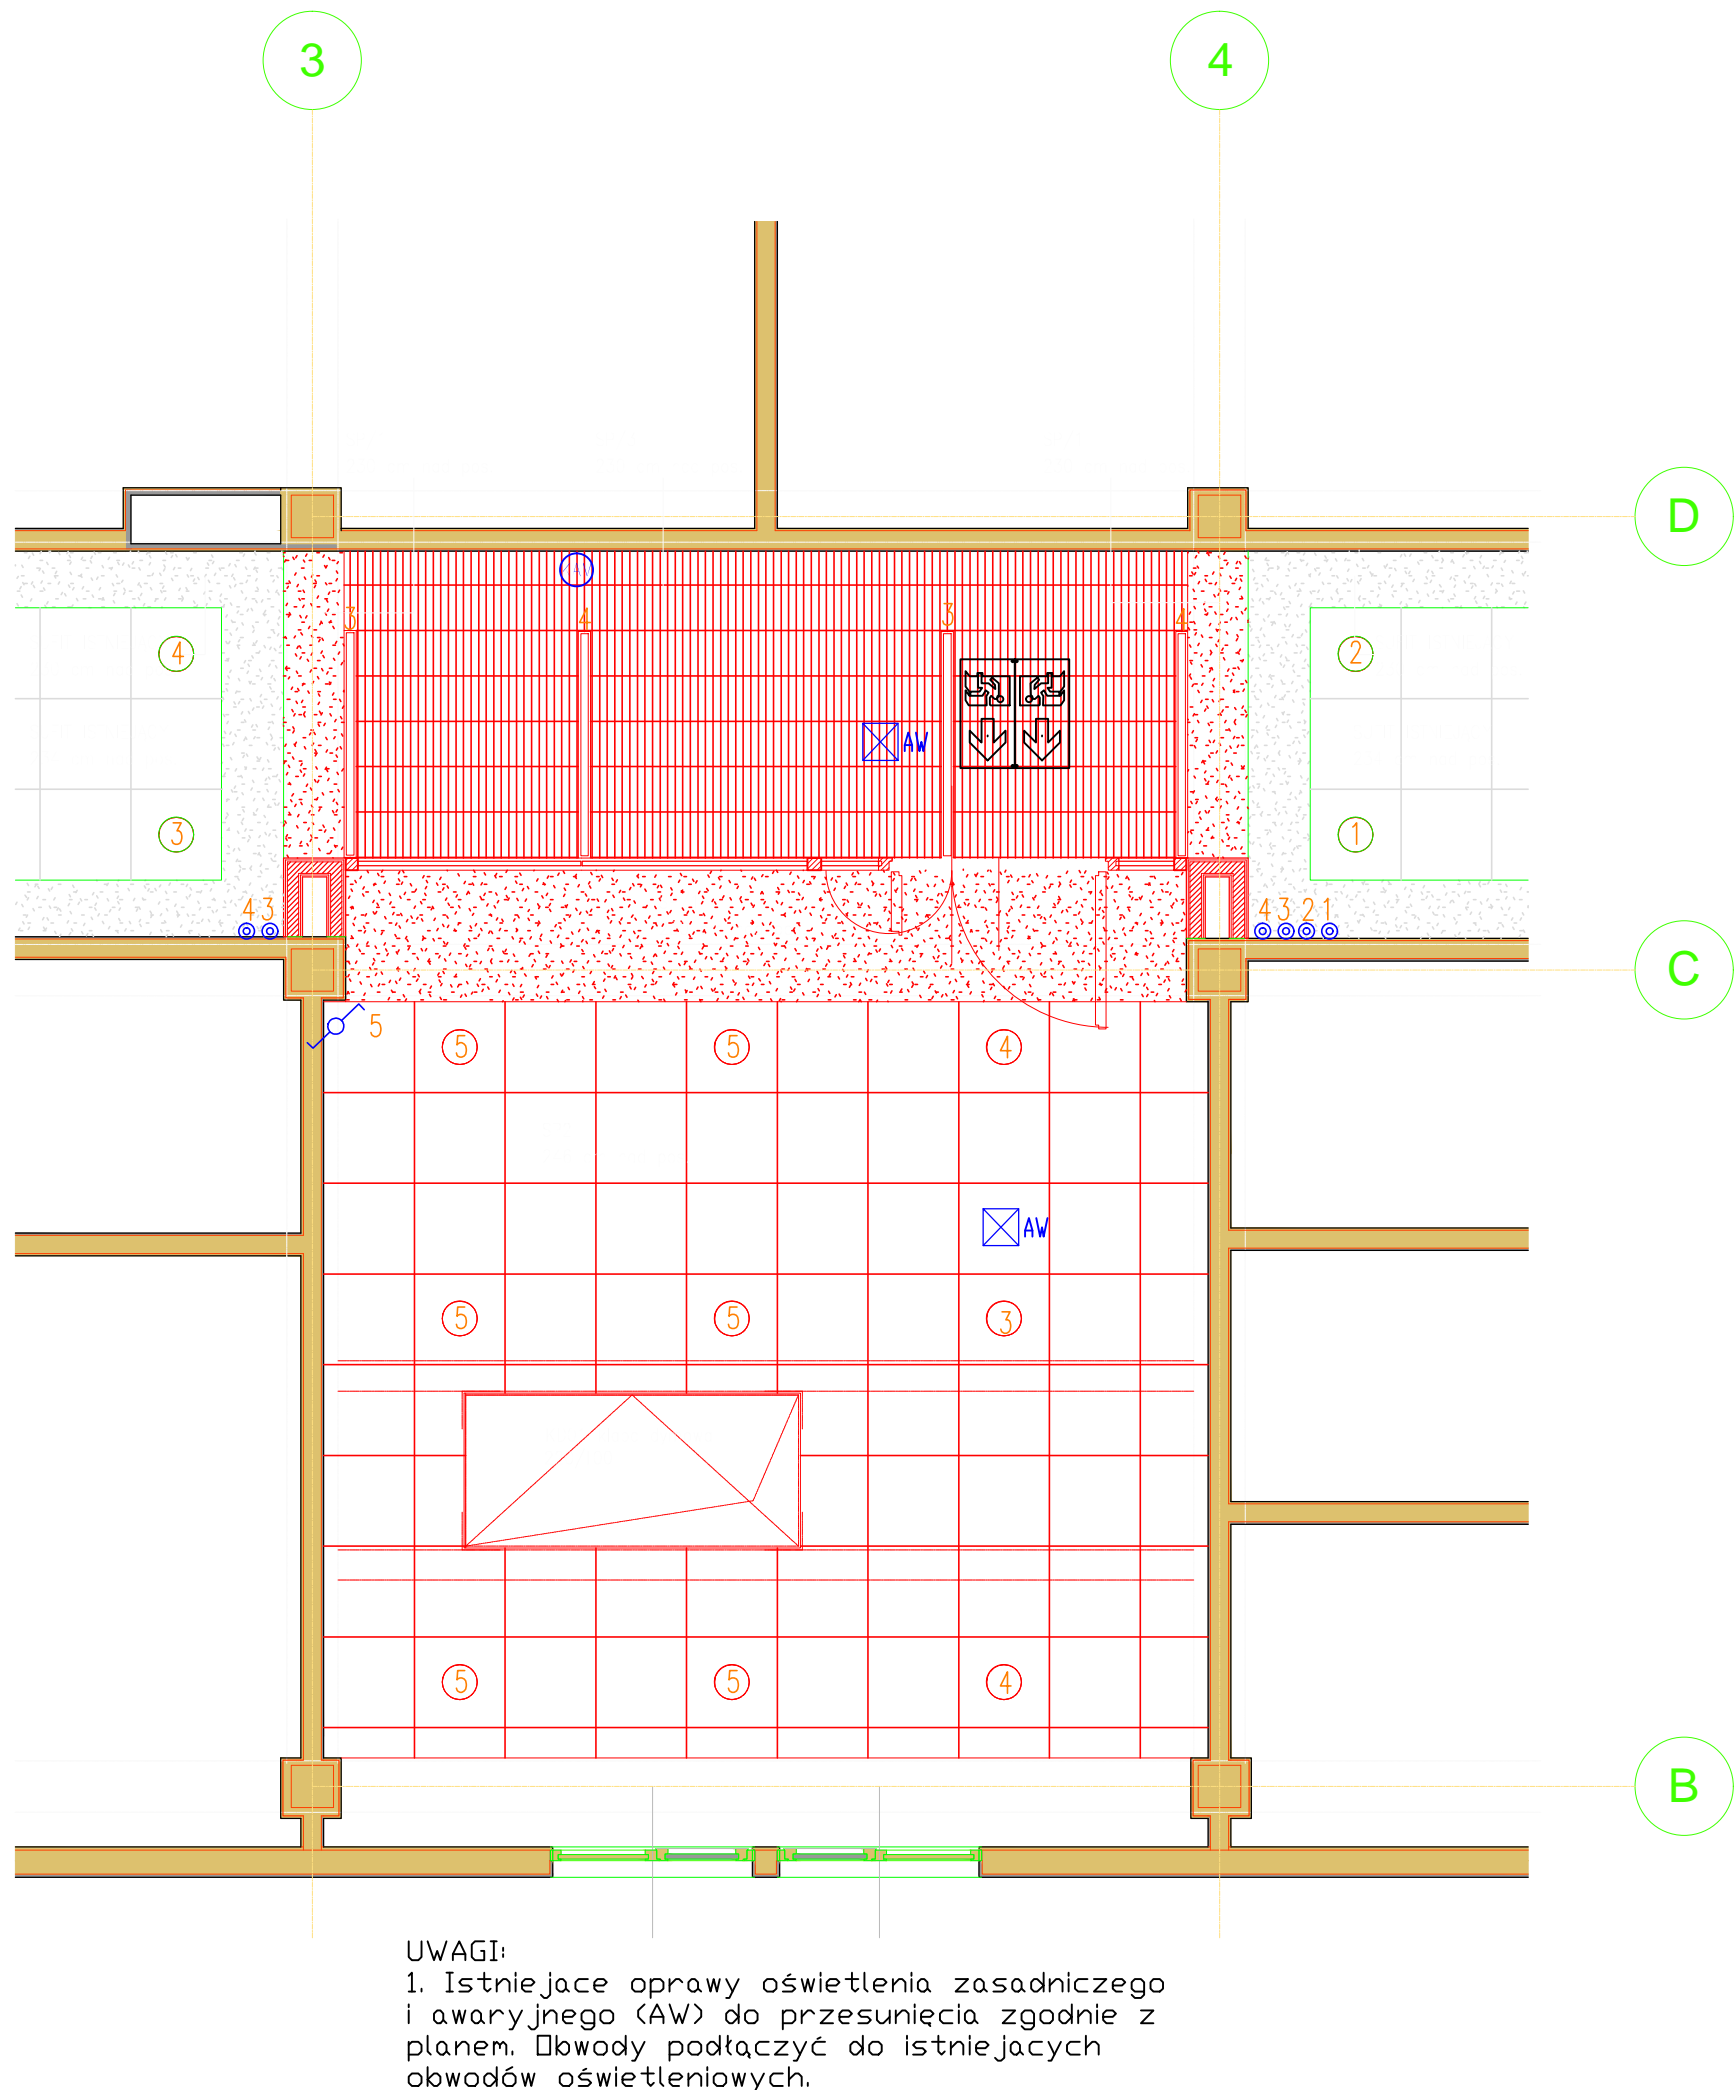 3 4
D
3 4 3 4
4 2
AW
3 1
4 3 4 3 2 1
C
5 5 5 4
AW
5 5 3
5 5 4
B
UWAGI:
1. Istniejace oprawy oświetlenia zasadniczego
i awaryjnego (AW) do przesunięcia zgodnie z
planem. Obwody podłączyć do istniejacych
obwodów oświetleniowych.